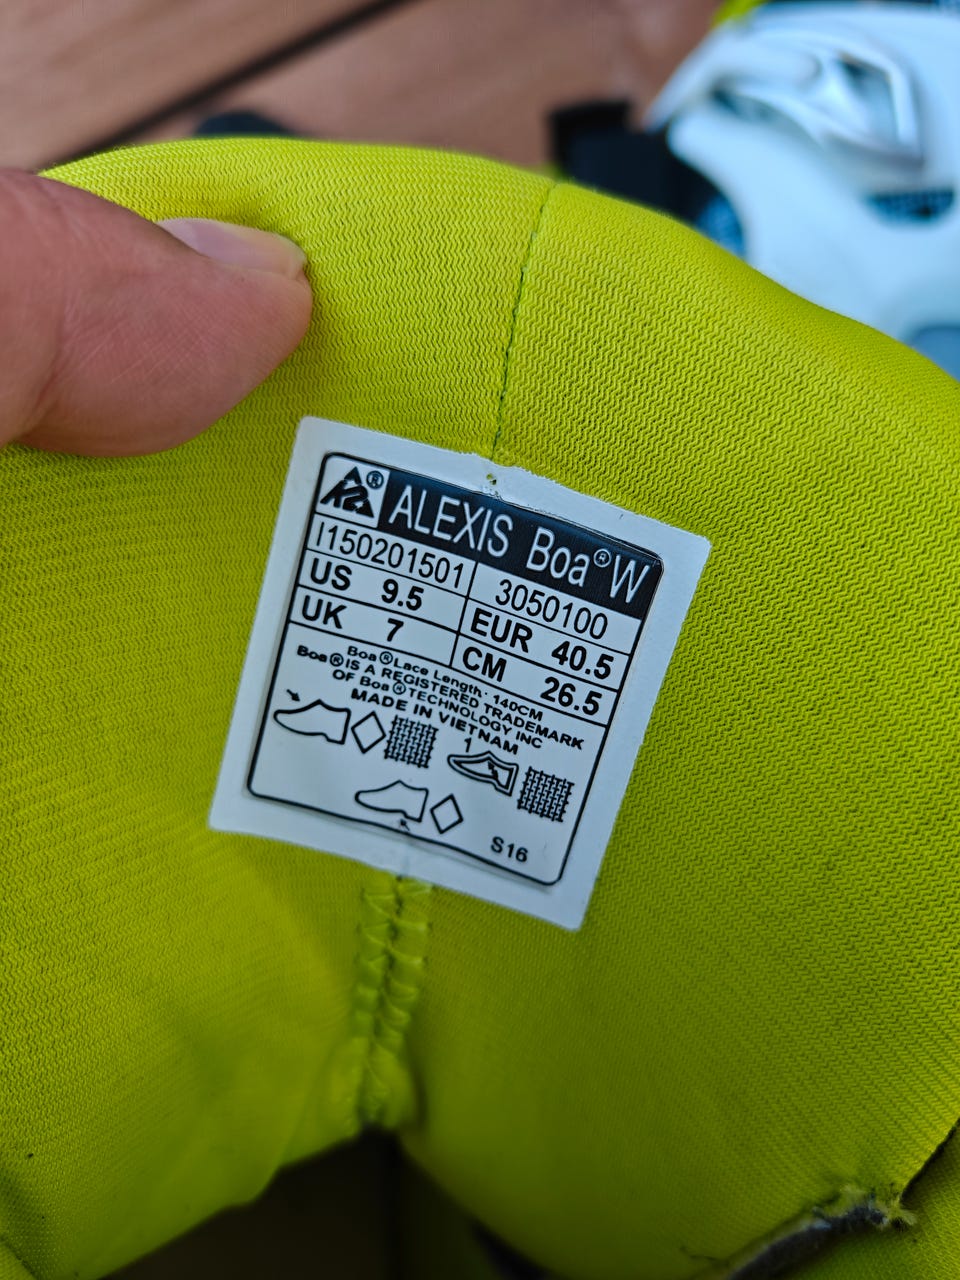 K2® ALEXIS Boa® W
I150201501 3050100
US 9.5 EUR 40.5
UK 7 CM 26.5
Boa®Lace Length: 140CM
Boa®IS A REGISTERED TRADEMARK
OF Boa®TECHNOLOGY INC
MADE IN VIETNAM
1
S16